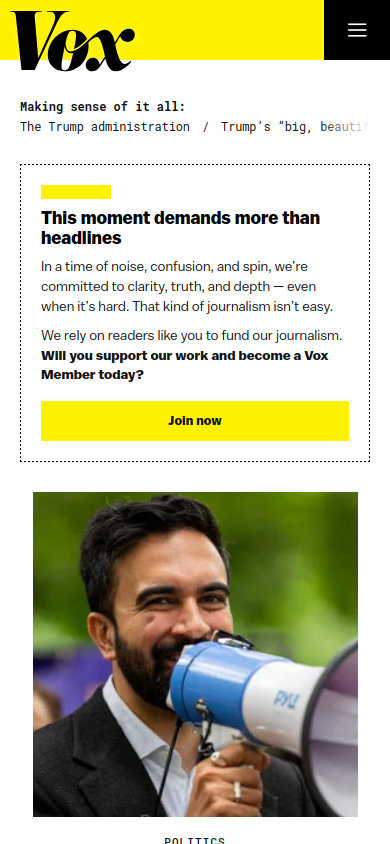 Vox
Making sense of it all:
The Trump administration / Trump's “big, beauti
This moment demands more than
headlines
In a time of noise, confusion, and spin, we're
committed to clarity, truth, and depth — even
when it's hard. That kind of journalism isn't easy.
We rely on readers like you to fund our journalism.
Will you support our work and become a Vox
Member today?
Join now
POLITICS